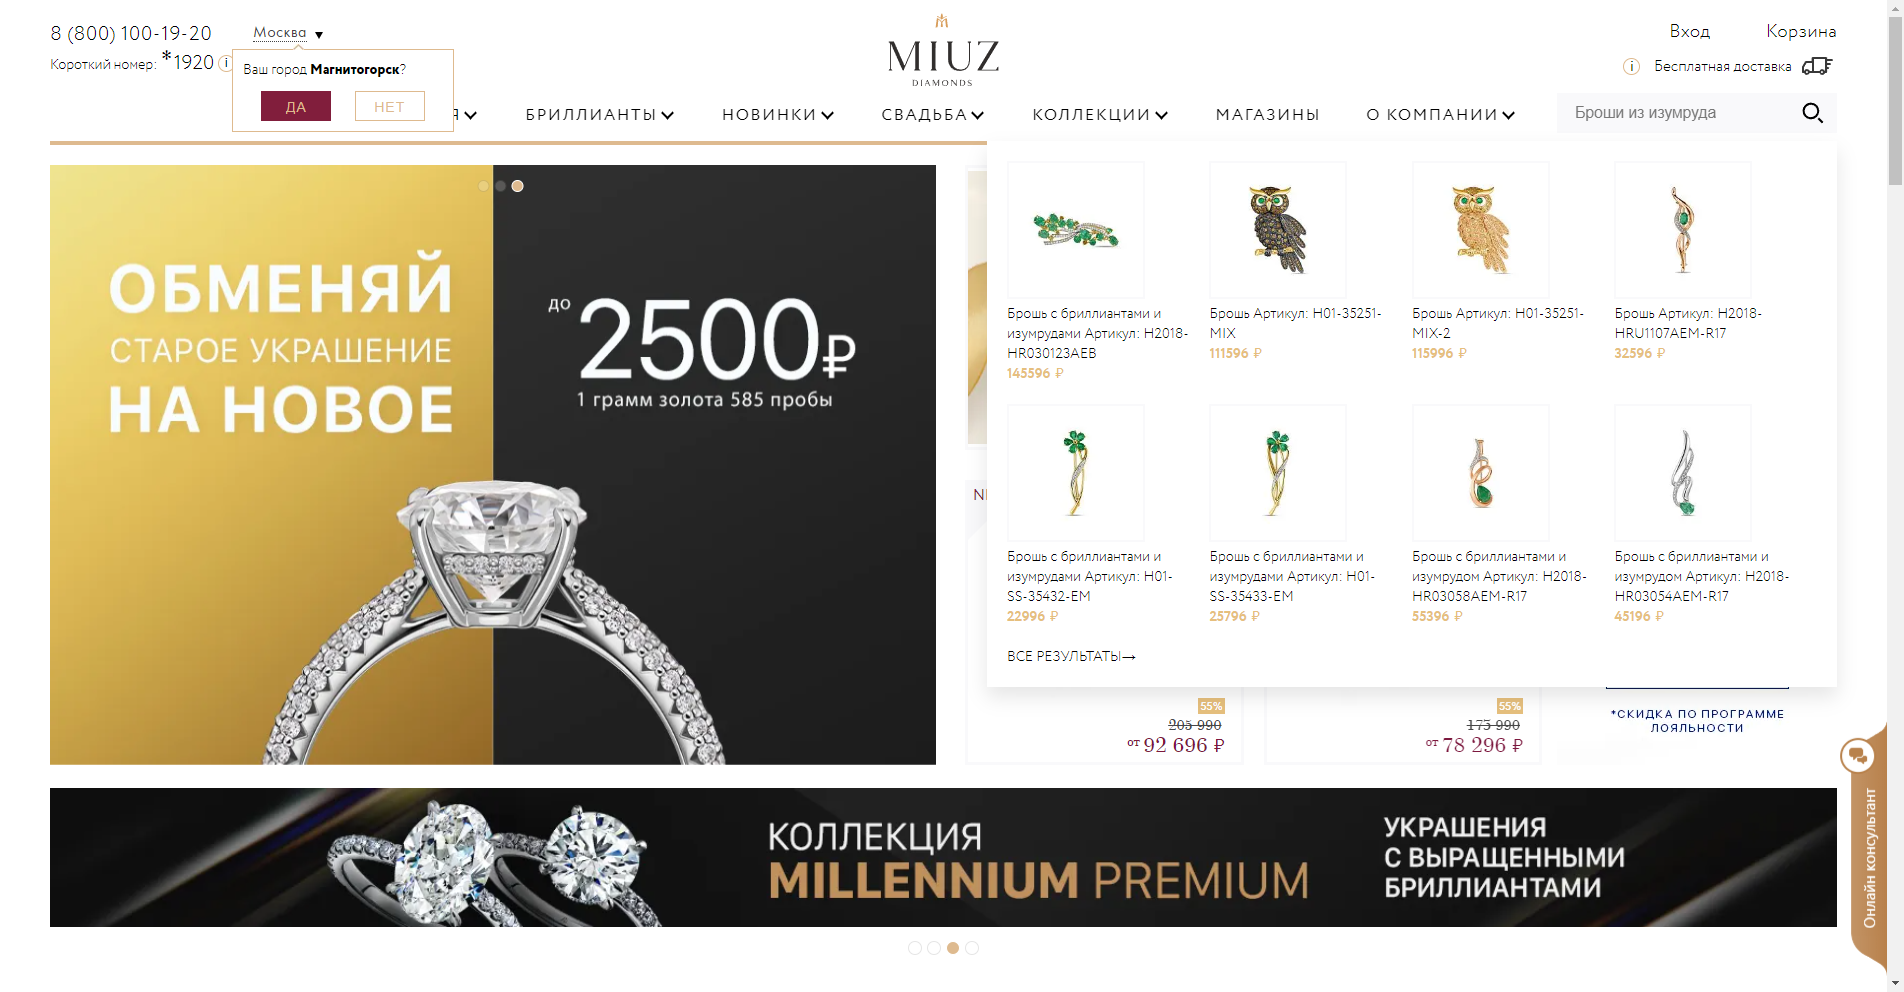 8 (800) 100-19-20
Москва ▼
Короткий номер: *1920 i
Ваш город Магнитогорск?
ДА
НЕТ
MIUZ
DIAMONDS
Вход
Корзина
i Бесплатная доставка
Я
БРИЛЛИАНТЫ
НОВИНКИ
СВАДЬБА
КОЛЛЕКЦИИ
МАГАЗИНЫ
О КОМПАНИИ
Броши из изумруда
ОБМЕНЯЙ
СТАРОЕ УКРАШЕНИЕ
НА НОВОЕ
до 2500₽
1 грамм золота 585 пробы
Брошь с бриллиантами и
изумрудами Артикул: H2018-
HR030123AEB
145596 ₽
Брошь Артикул: H01-35251-
MIX
111596 ₽
Брошь Артикул: H01-35251-
MIX-2
115996 ₽
Брошь Артикул: H2018-
HRU1107AEM-R17
32596 ₽
Брошь с бриллиантами и
изумрудами Артикул: H01-
SS-35432-EM
22996 ₽
Брошь с бриллиантами и
изумрудами Артикул: H01-
SS-35433-EM
25796 ₽
Брошь с бриллиантами и
изумрудом Артикул: H2018-
HR03058AEM-R17
55396 ₽
Брошь с бриллиантами и
изумрудом Артикул: H2018-
HR03054AEM-R17
45196 ₽
ВСЕ РЕЗУЛЬТАТЫ→
55%
205 990
от 92 696 ₽
55%
173 990
от 78 296 ₽
*СКИДКА ПО ПРОГРАММЕ
ЛОЯЛЬНОСТИ
Онлайн консультант
КОЛЛЕКЦИЯ
MILLENNIUM PREMIUM
УКРАШЕНИЯ
С ВЫРАЩЕННЫМИ
БРИЛЛИАНТАМИ